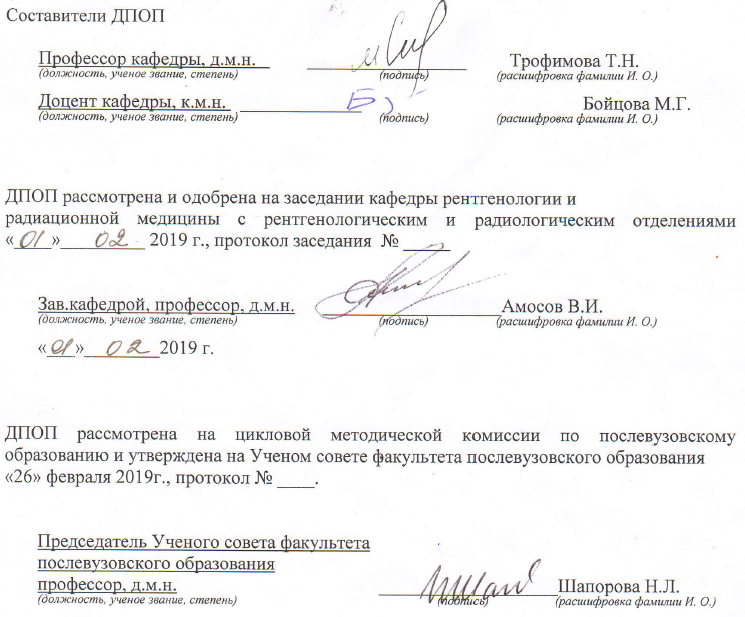 Составители ДПОП
Профессор кафедры, д.м.н. Трофимова Т.Н.
(должность, ученое звание, степень) (подпись) (расшифровка фамилии И. О.)
Доцент кафедры, к.м.н. Бойцова М.Г.
(должность, ученое звание, степень) (подпись) (расшифровка фамилии И. О.)
ДПОП рассмотрена и одобрена на заседании кафедры рентгенологии и
радиационной медицины с рентгенологическим и радиологическим отделениями
«01» 02 2019 г., протокол заседания № _____
Зав.кафедрой, профессор, д.м.н. Амосов В.И.
(должность, ученое звание, степень) (подпись) (расшифровка фамилии И. О.)
«01» 02 2019 г.
ДПОП рассмотрена на цикловой методической комиссии по послевузовскому
образованию и утверждена на Ученом совете факультета послевузовского образования
«26» февраля 2019г., протокол № ____.
Председатель Ученого совета факультета
послевузовского образования
профессор, д.м.н. Шапорова Н.Л.
(должность, ученое звание, степень) (подпись) (расшифровка фамилии И. О.)